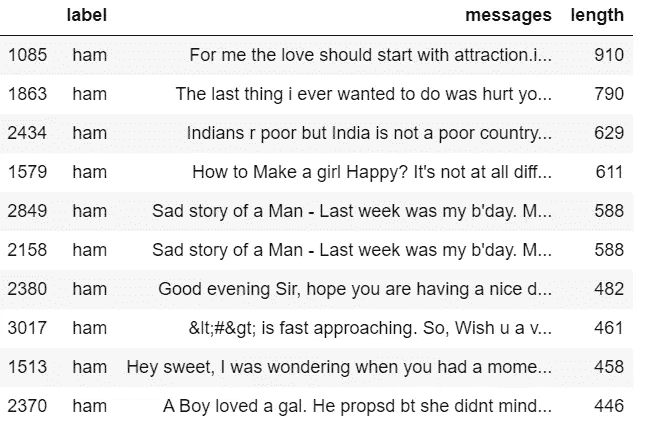 label messages length
1085 ham For me the love should start with attraction.i... 910
1863 ham The last thing i ever wanted to do was hurt yo... 790
2434 ham Indians r poor but India is not a poor country... 629
1579 ham How to Make a girl Happy? It's not at all diff... 611
2849 ham Sad story of a Man - Last week was my b'day. M... 588
2158 ham Sad story of a Man - Last week was my b'day. M... 588
2380 ham Good evening Sir, hope you are having a nice d... 482
3017 ham &lt;#&gt; is fast approaching. So, Wish u a v... 461
1513 ham Hey sweet, I was wondering when you had a mome... 458
2370 ham A Boy loved a gal. He propsd bt she didnt mind... 446